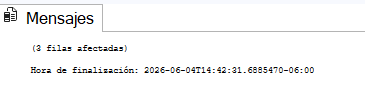 Mensajes
(3 filas afectadas)
Hora de finalización: 2026-06-04T14:42:31.6885470-06:00